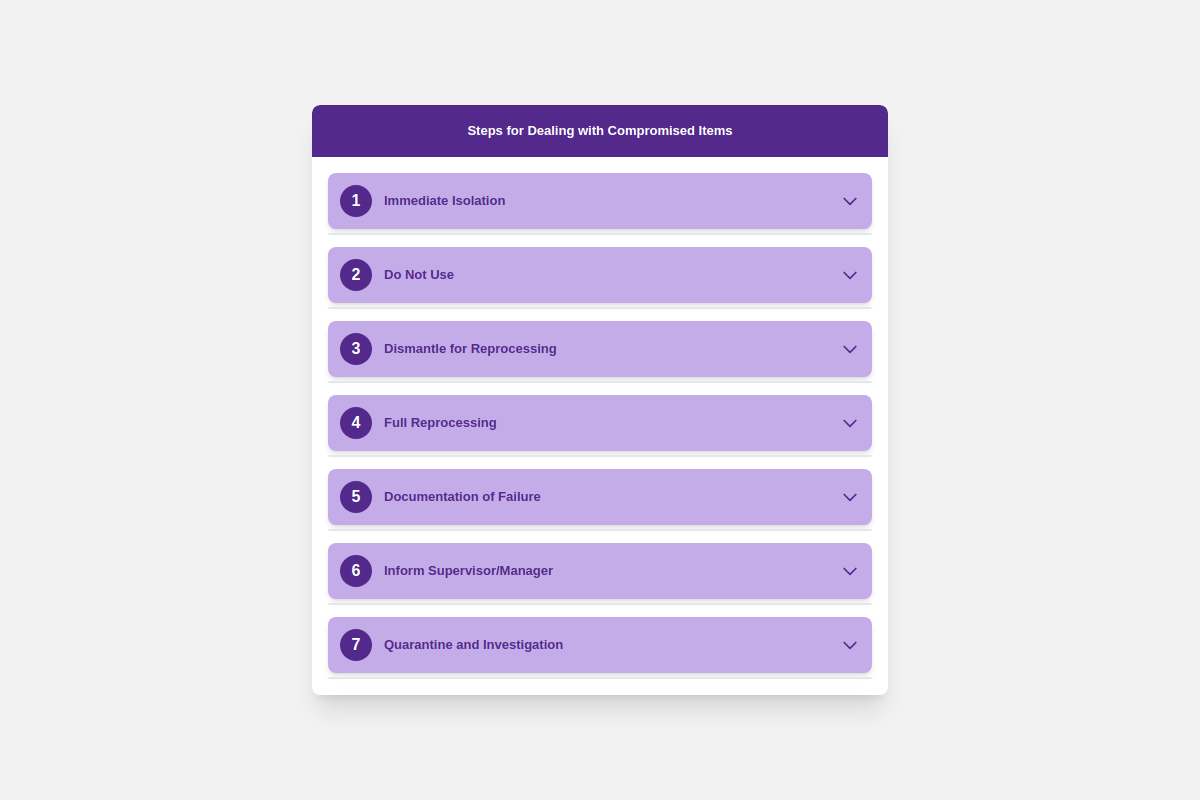 Steps for Dealing with Compromised Items
1 Immediate Isolation
2 Do Not Use
3 Dismantle for Reprocessing
4 Full Reprocessing
5 Documentation of Failure
6 Inform Supervisor/Manager
7 Quarantine and Investigation